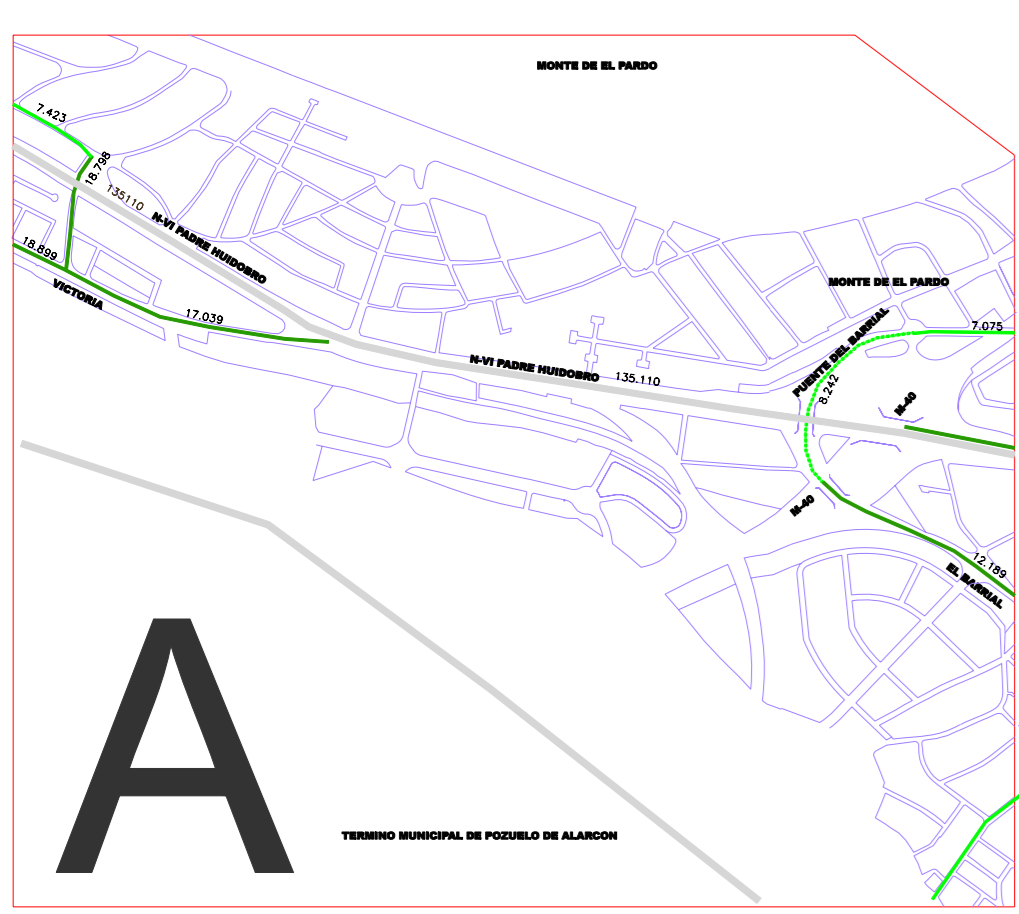 MONTE DE EL PARDO
7.423
18.798
135110
N-VI PADRE HUIDOBRO
18.899
VICTORIA
17.039
MONTE DE EL PARDO
PUENTE DEL BARRIAL
7.075
N-VI PADRE HUIDOBRO
135.110
8.242
M-40
M-40
12.189
EL BARRIAL
A
TERMINO MUNICIPAL DE POZUELO DE ALARCON